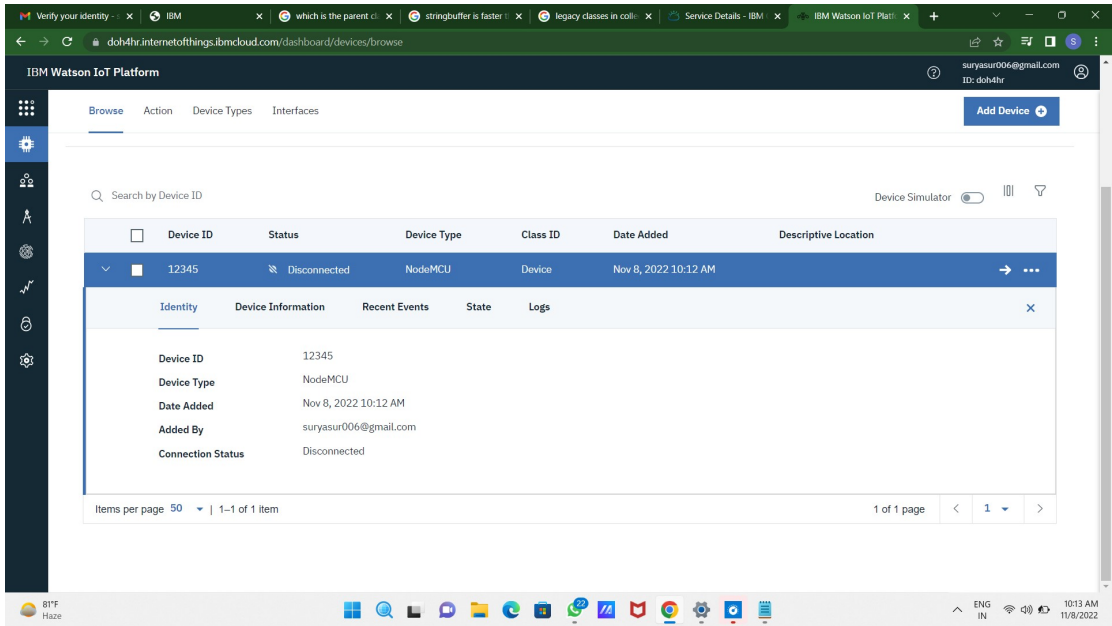 Verify your identity - s
IBM
which is the parent cl
stringbuffer is faster t
legacy classes in colle
Service Details - IBM
IBM Watson IoT Platf
doh4hr.internetofthings.ibmcloud.com/dashboard/devices/browse
S
IBM Watson IoT Platform
suryasur006@gmail.com
ID: doh4hr
Browse Action Device Types Interfaces
Add Device
Search by Device ID
Device Simulator
Device ID Status Device Type Class ID Date Added Descriptive Location
12345 Disconnected NodeMCU Device Nov 8, 2022 10:12 AM
Identity Device Information Recent Events State Logs
Device ID 12345
Device Type NodeMCU
Date Added Nov 8, 2022 10:12 AM
Added By suryasur006@gmail.com
Connection Status Disconnected
Items per page 50 | 1–1 of 1 item
1 of 1 page 1
81°F
Haze
22
ENG
IN
10:13 AM
11/8/2022